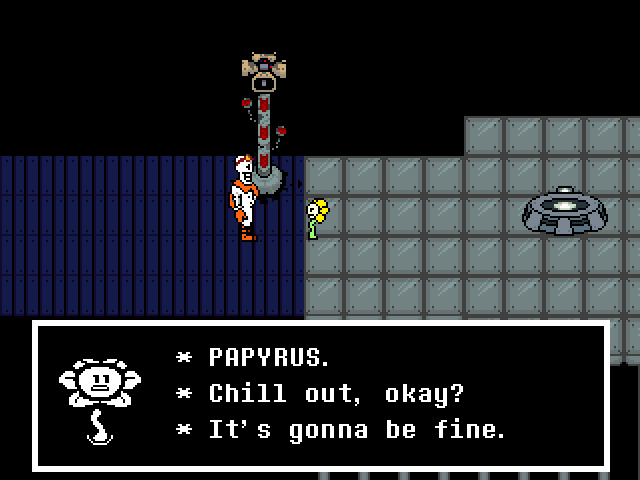 * PAPYRUS.
* Chill out, okay?
* It's gonna be fine.